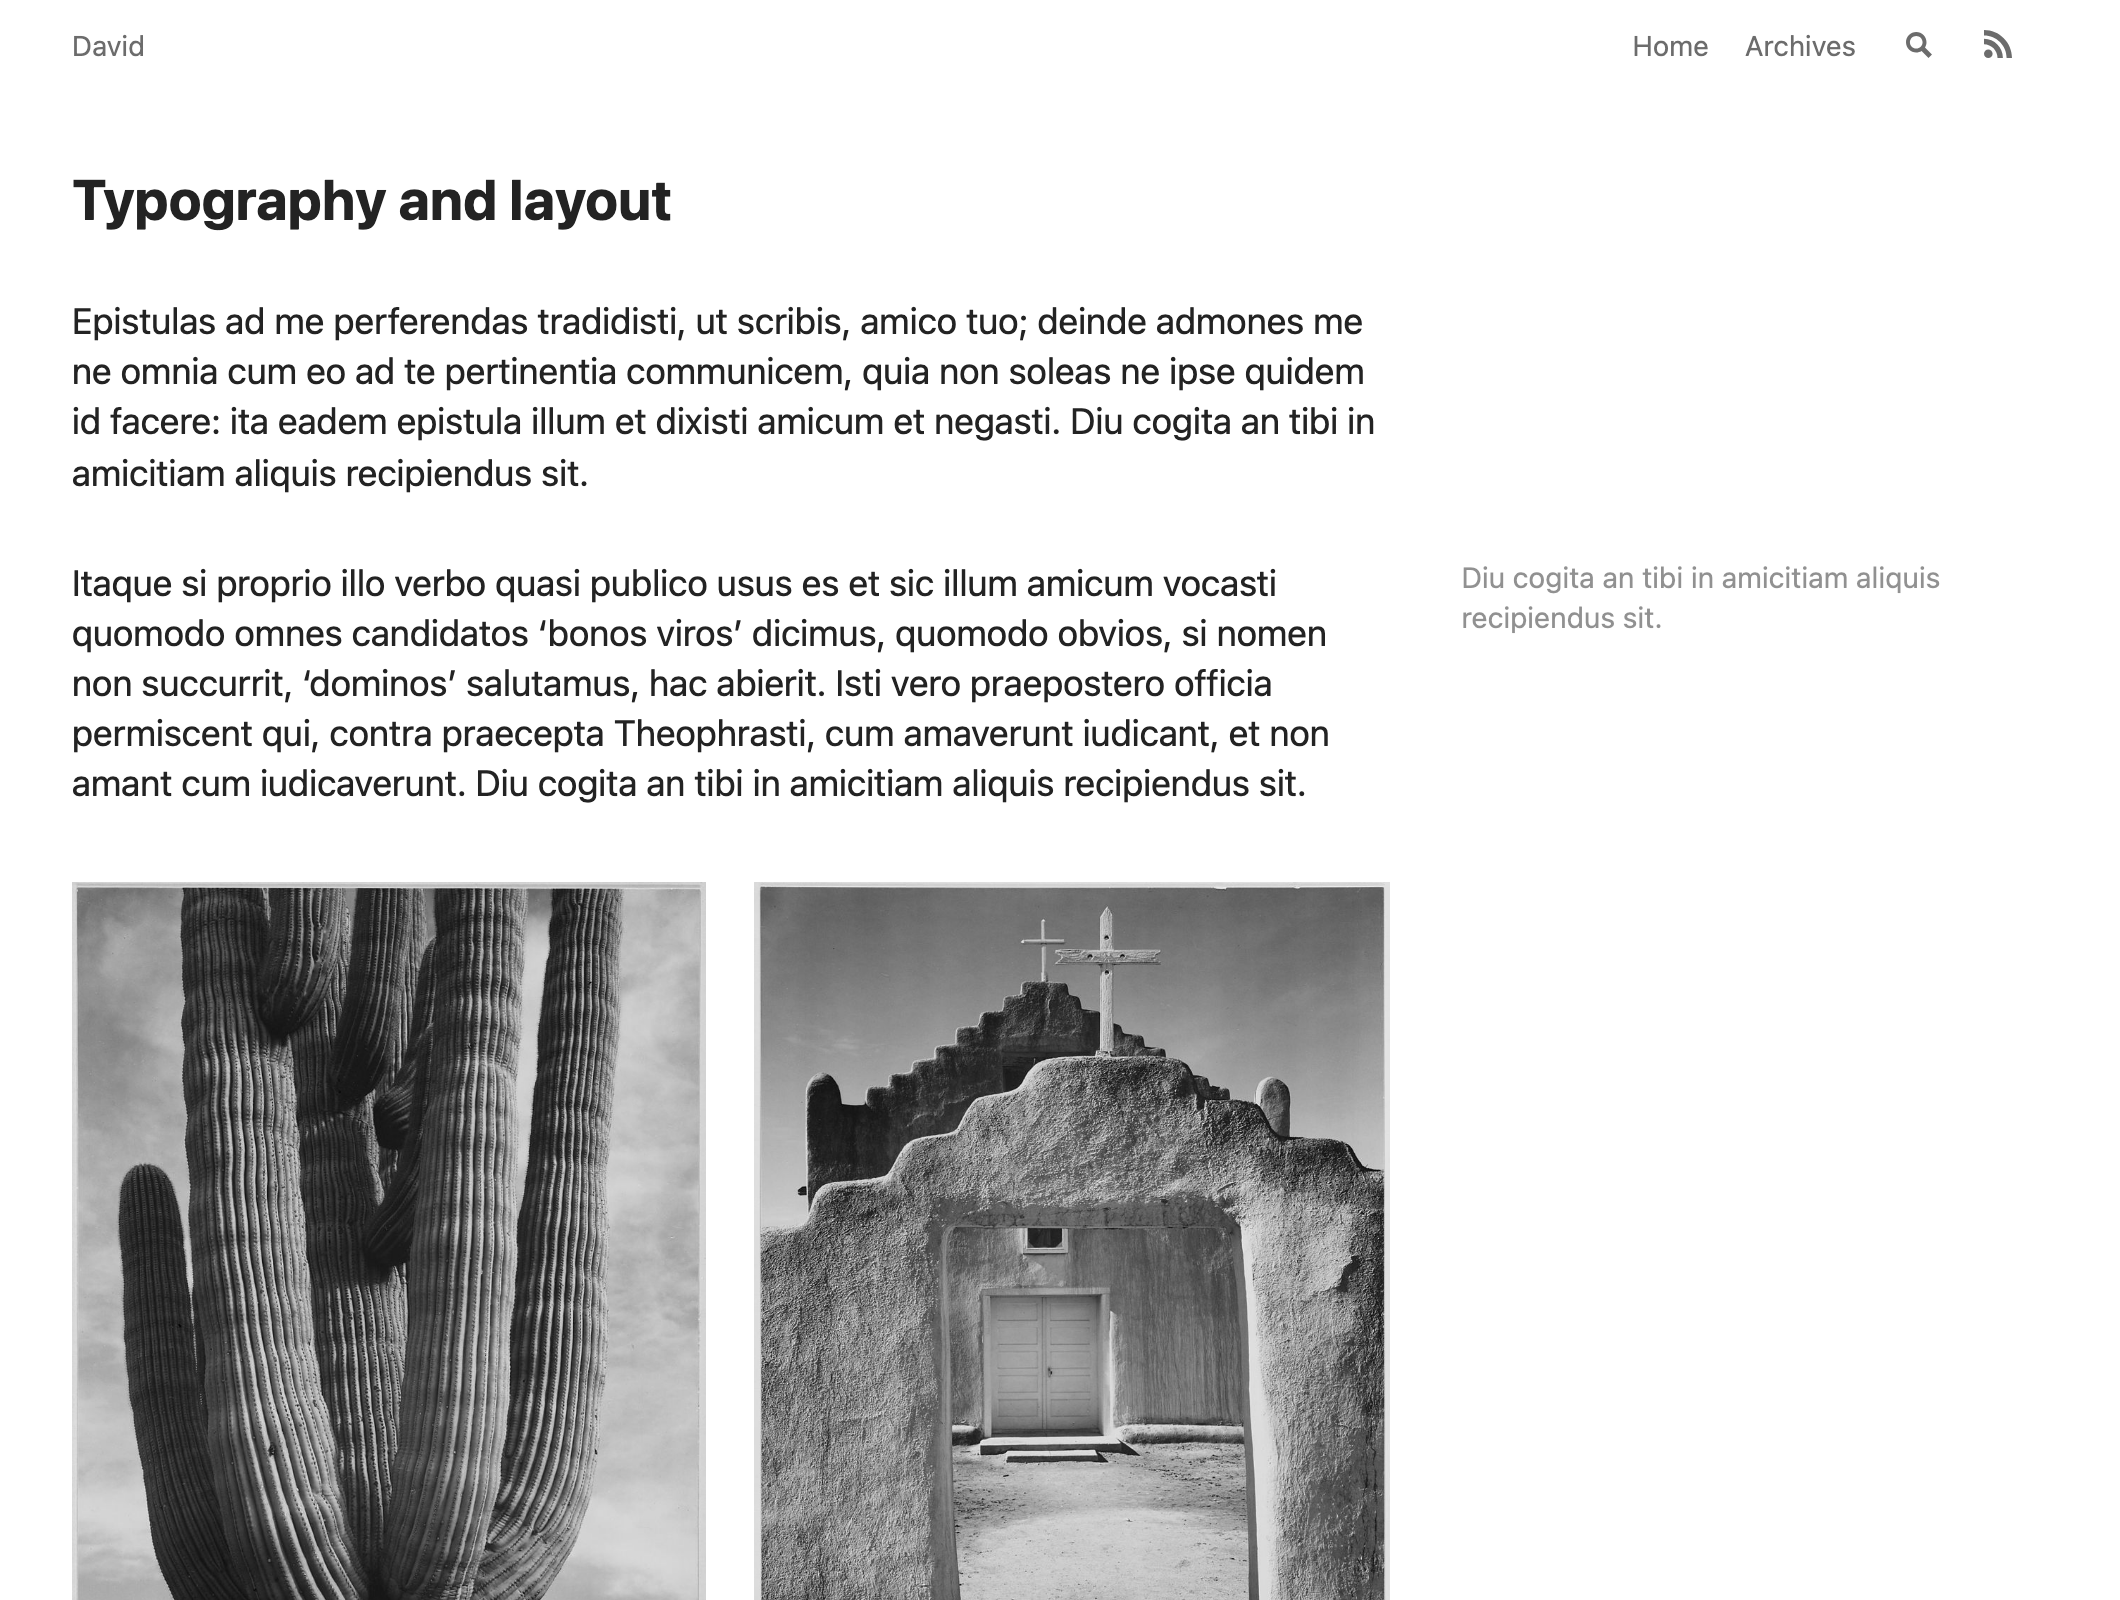 David
Home Archives
Typography and layout
Epistulas ad me perferendas tradidisti, ut scribis, amico tuo; deinde admones me
ne omnia cum eo ad te pertinentia communicem, quia non soleas ne ipse quidem
id facere: ita eadem epistula illum et dixisti amicum et negasti. Diu cogita an tibi in
amicitiam aliquis recipiendus sit.
Itaque si proprio illo verbo quasi publico usus es et sic illum amicum vocasti
quomodo omnes candidatos ‘bonos viros’ dicimus, quomodo obvios, si nomen
non succurrit, ‘dominos’ salutamus, hac abierit. Isti vero praepostero officia
permiscent qui, contra praecepta Theophrasti, cum amaverunt iudicant, et non
amant cum iudicaverunt. Diu cogita an tibi in amicitiam aliquis recipiendus sit.
Diu cogita an tibi in amicitiam aliquis
recipiendus sit.